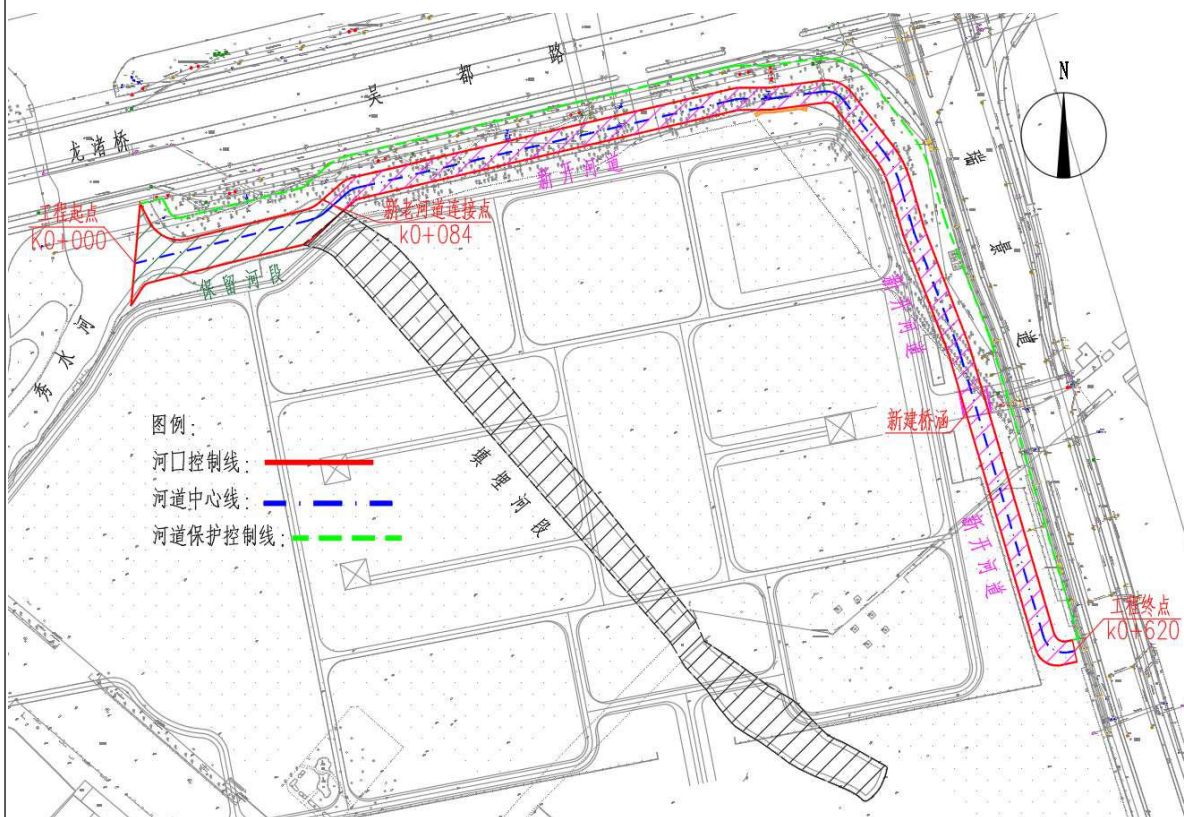 吴都路
N
龙渚桥
瑞景道
工程起点
K0+000
新老河道连接点
k0+084
新开河道
保留河段
秀水河
新开河道
新建桥涵
图例:
河口控制线:
河道中心线:
河道保护控制线:
填埋河段
新开河道
工程终点
k0+620